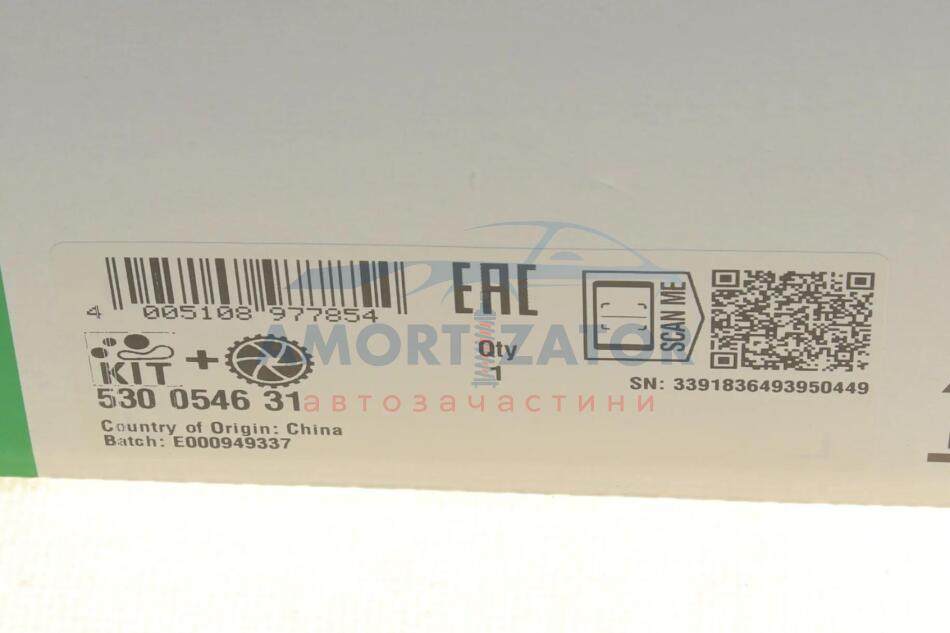 4 005108 977854
EAC
SCAN ME
KIT +
Qty
1
530 0546 31
SN: 3391836493950449
Country of Origin: China
Batch: E000949337
AMORTIZATOR
автозачастини